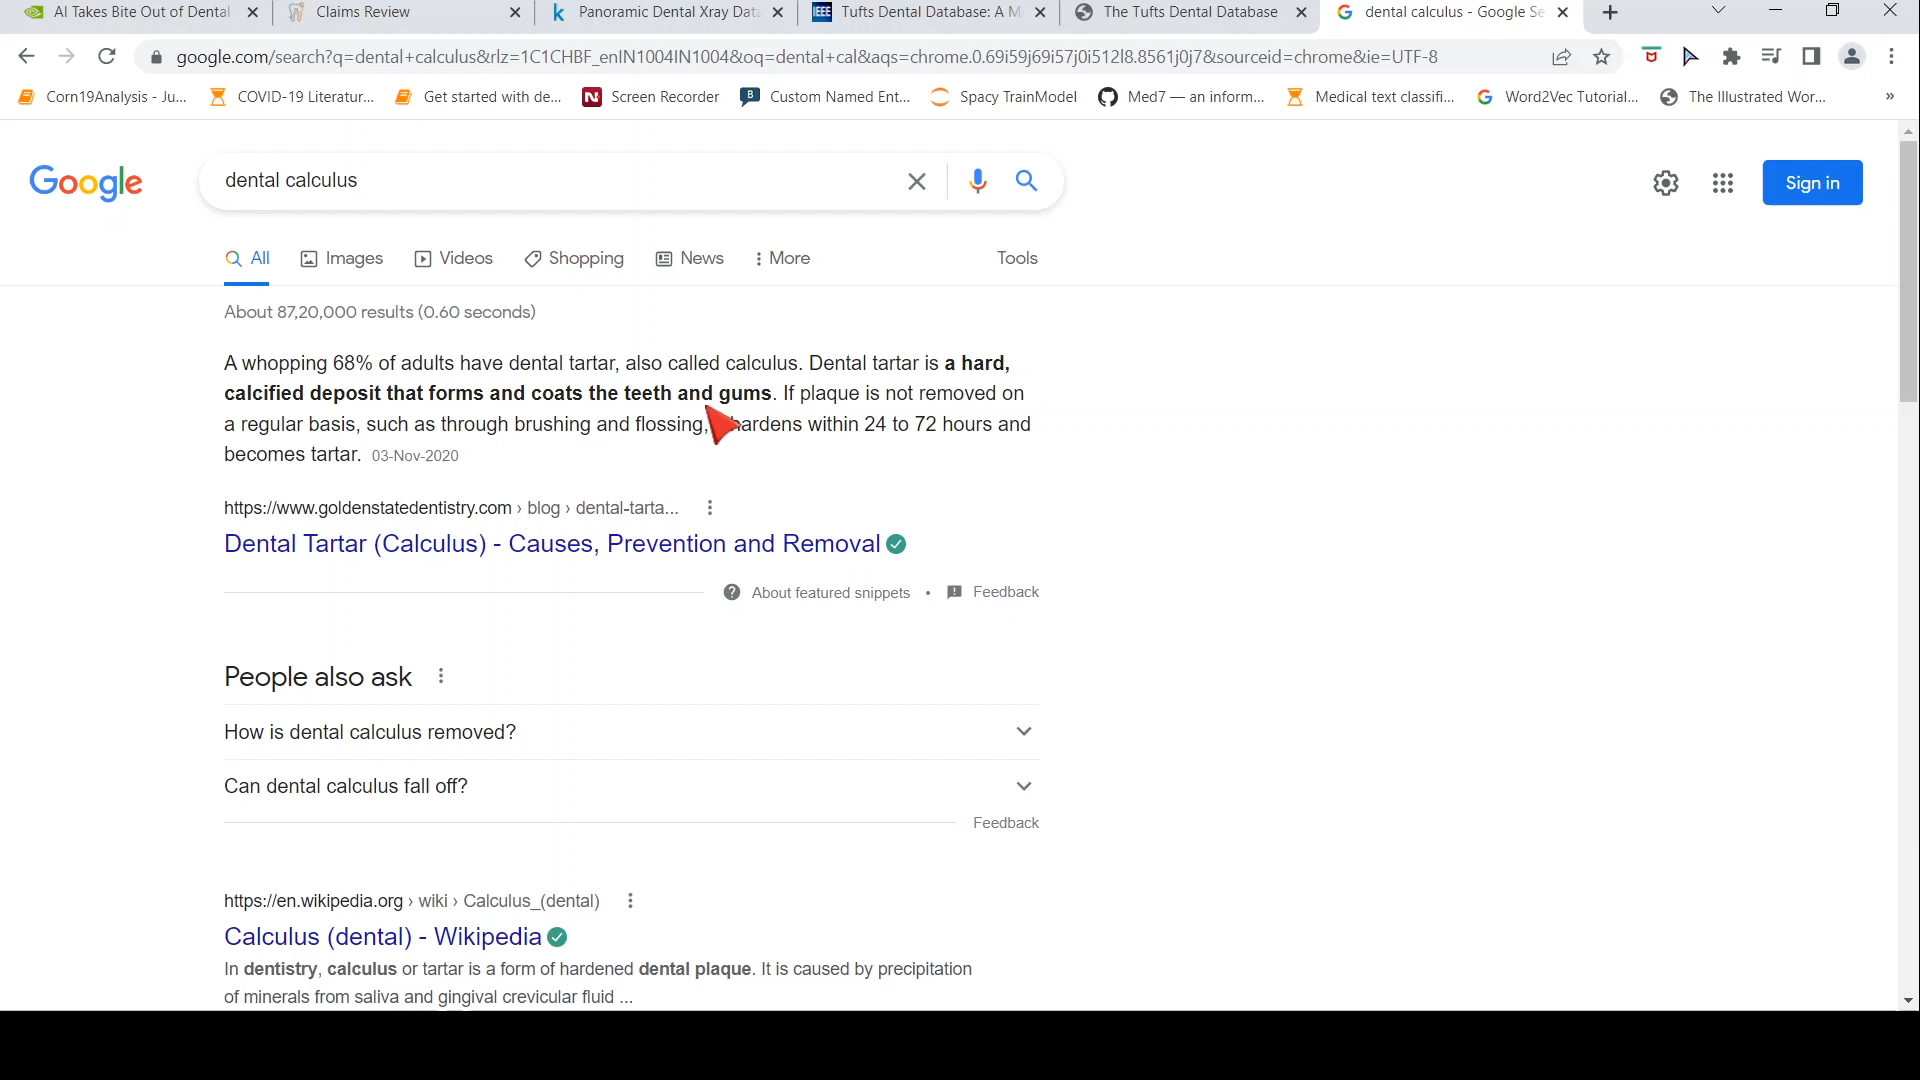 AI Takes Bite Out of Dental
Claims Review
Panoramic Dental Xray Data
Tufts Dental Database: A M
The Tufts Dental Database
dental calculus - Google Se
google.com/search?q=dental+calculus&rlz=1C1CHBF_enIN1004IN1004&oq=dental+cal&aqs=chrome.0.69i59j69i57j0i512l8.8561j0j7&sourceid=chrome&ie=UTF-8
Corn19Analysis - Ju...
COVID-19 Literatur...
Get started with de...
Screen Recorder
Custom Named Ent...
Spacy TrainModel
Med7 — an inform...
Medical text classifi...
Word2Vec Tutorial...
The Illustrated Wor...
»
Google
dental calculus
Sign in
All
Images
Videos
Shopping
News
More
Tools
About 87,20,000 results (0.60 seconds)
A whopping 68% of adults have dental tartar, also called calculus. Dental tartar is a hard,
calcified deposit that forms and coats the teeth and gums. If plaque is not removed on
a regular basis, such as through brushing and flossing, hardens within 24 to 72 hours and
becomes tartar. 03-Nov-2020
https://www.goldenstatedentistry.com › blog › dental-tarta...
Dental Tartar (Calculus) - Causes, Prevention and Removal
About featured snippets • Feedback
People also ask
How is dental calculus removed?
Can dental calculus fall off?
Feedback
https://en.wikipedia.org › wiki › Calculus_(dental)
Calculus (dental) - Wikipedia
In dentistry, calculus or tartar is a form of hardened dental plaque. It is caused by precipitation
of minerals from saliva and gingival crevicular fluid ...